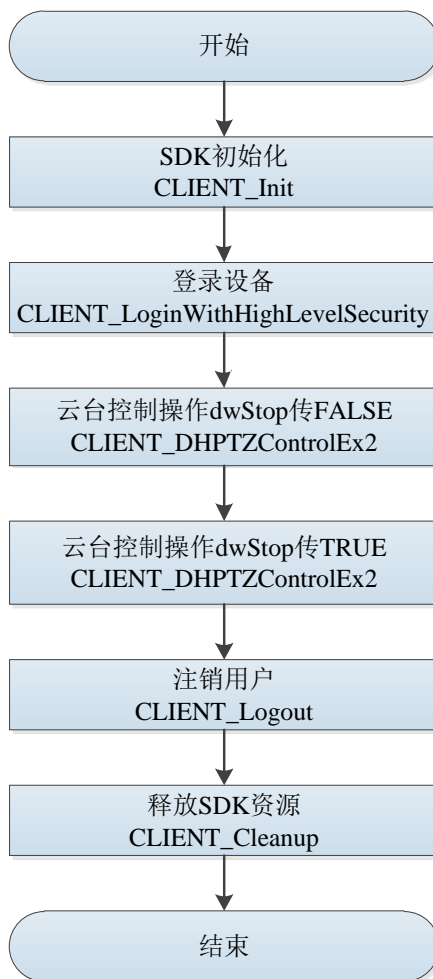 开始
SDK初始化
CLIENT_Init
登录设备
CLIENT_LoginWithHighLevelSecurity
云台控制操作dwStop传FALSE
CLIENT_DHPTZControlEx2
云台控制操作dwStop传TRUE
CLIENT_DHPTZControlEx2
注销用户
CLIENT_Logout
释放SDK资源
CLIENT_Cleanup
结束